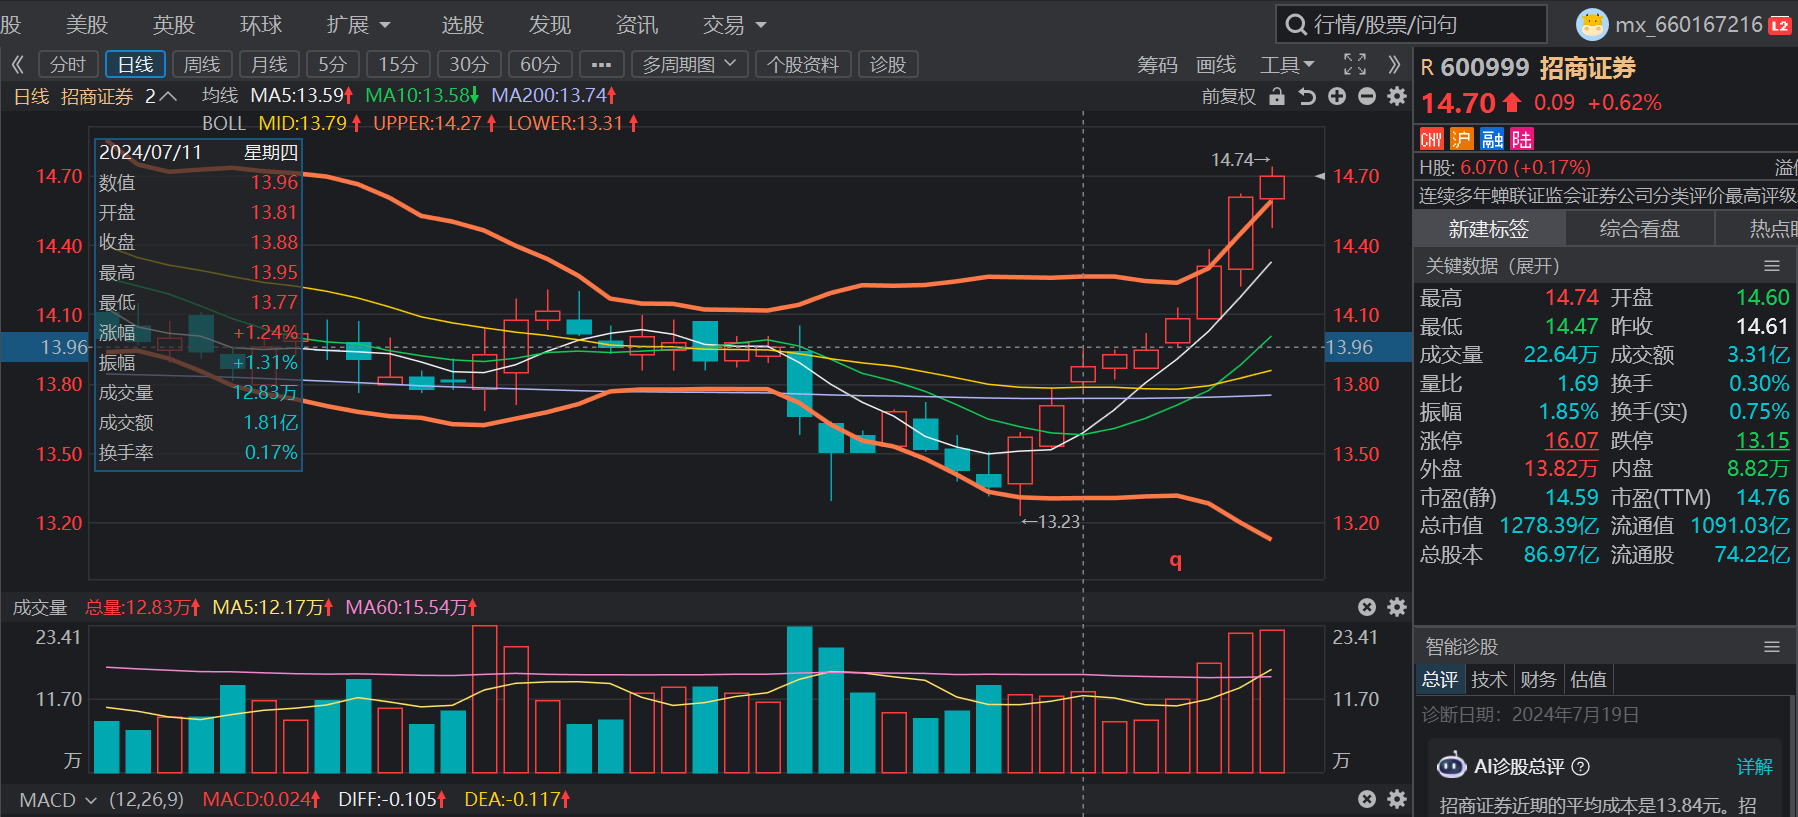 股 美股 英股 环球 扩展 选股 发现 资讯 交易 行情/股票/问句 mx_660167216 L2
分时 日线 周线 月线 5分 15分 30分 60分 ··· 多周期图 个股资料 诊股 筹码 画线 工具
日线 招商证券 2 均线 MA5:13.59 MA10:13.58 MA200:13.74 前复权
BOLL MID:13.79 UPPER:14.27 LOWER:13.31
2024/07/11 星期四
数值 13.96
开盘 13.81
收盘 13.88
最高 13.95
最低 13.77
涨幅 +1.24%
振幅 +1.31%
成交量 12.83万
成交额 1.81亿
换手率 0.17%
14.70 14.70
14.40 14.40
14.10 14.10
13.96 13.96
13.80 13.80
13.50 13.50
13.20 13.20
14.74→
←13.23
q
成交量 总量:12.83万 MA5:12.17万 MA60:15.54万
23.41 23.41
11.70 11.70
万 万
MACD (12,26,9) MACD:0.024 DIFF:-0.105 DEA:-0.117
R 600999 招商证券
14.70 0.09 +0.62%
CNY 沪 融 陆
H股: 6.070 (+0.17%)
连续多年蝉联证监会证券公司分类评价最高评级
新建标签 综合看盘 热点
关键数据（展开）
最高 14.74 开盘 14.60
最低 14.47 昨收 14.61
成交量 22.64万 成交额 3.31亿
量比 1.69 换手 0.30%
振幅 1.85% 换手(实) 0.75%
涨停 16.07 跌停 13.15
外盘 13.82万 内盘 8.82万
市盈(静) 14.59 市盈(TTM) 14.76
总市值 1278.39亿 流通值 1091.03亿
总股本 86.97亿 流通股 74.22亿
智能诊股
总评 技术 财务 估值
诊断日期：2024年7月19日
AI诊股总评 ? 详解
招商证券近期的平均成本是13.84元。招